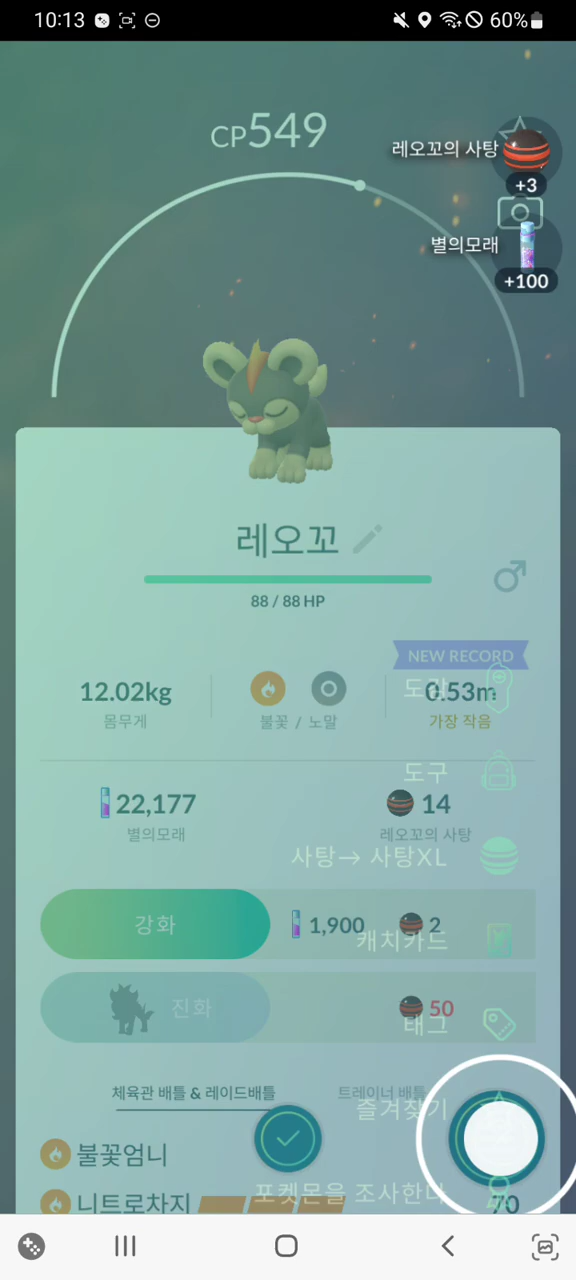 10:13
60%
CP549
레오꼬의 사탕
+3
별의모래
+100
레오꼬
88 / 88 HP
NEW RECORD
12.02kg
몸무게
불꽃 / 노말
0.53m
가장 작음
도감
도구
22,177
별의모래
14
레오꼬의 사탕
사탕→ 사탕XL
강화
1,900
2
캐치카드
진화
50
태그
체육관 배틀 & 레이드배틀
트레이너 배틀
즐겨찾기
불꽃엄니
포켓몬을 조사한다
니트로차지
70